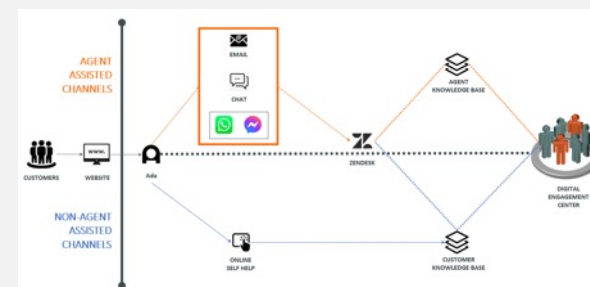 AGENT
ASSISTED
CHANNELS
EMAIL
CHAT
AGENT
KNOWLEDGE BASE
www.
CUSTOMERS
WEBSITE
Ada
ZENDESK
DIGITAL
ENGAGEMENT
CENTER
NON-AGENT
ASSISTED
CHANNELS
ONLINE
SELF HELP
CUSTOMER
KNOWLEDGE BASE